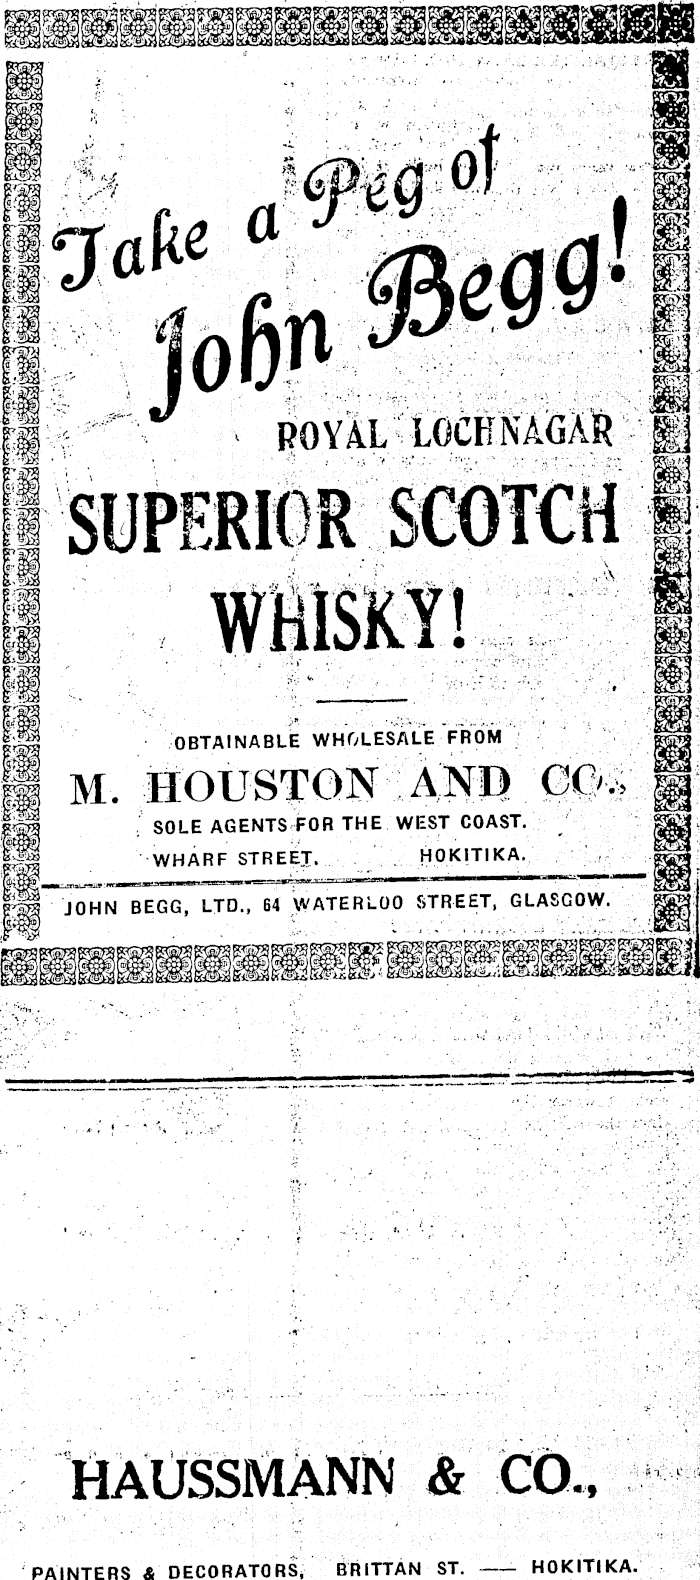 Take a Peg of
John Begg!
ROYAL LOCHNAGAR
SUPERIOR SCOTCH
WHISKY!
OBTAINABLE WHOLESALE FROM
M. HOUSTON AND CO.,
SOLE AGENTS FOR THE WEST COAST.
WHARF STREET. HOKITIKA.
JOHN BEGG, LTD., 64 WATERLOO STREET, GLASGOW.
HAUSSMANN & CO.,
PAINTERS & DECORATORS, BRITTAN ST. —— HOKITIKA.